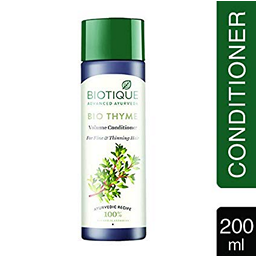 BIOTIQUE
ADVANCED AYURVEDA
BIO THYME
Volume Conditioner
For Fine & Thinning Hair
AYURVEDIC RECIPE
100%
CONDITIONER
200
ml